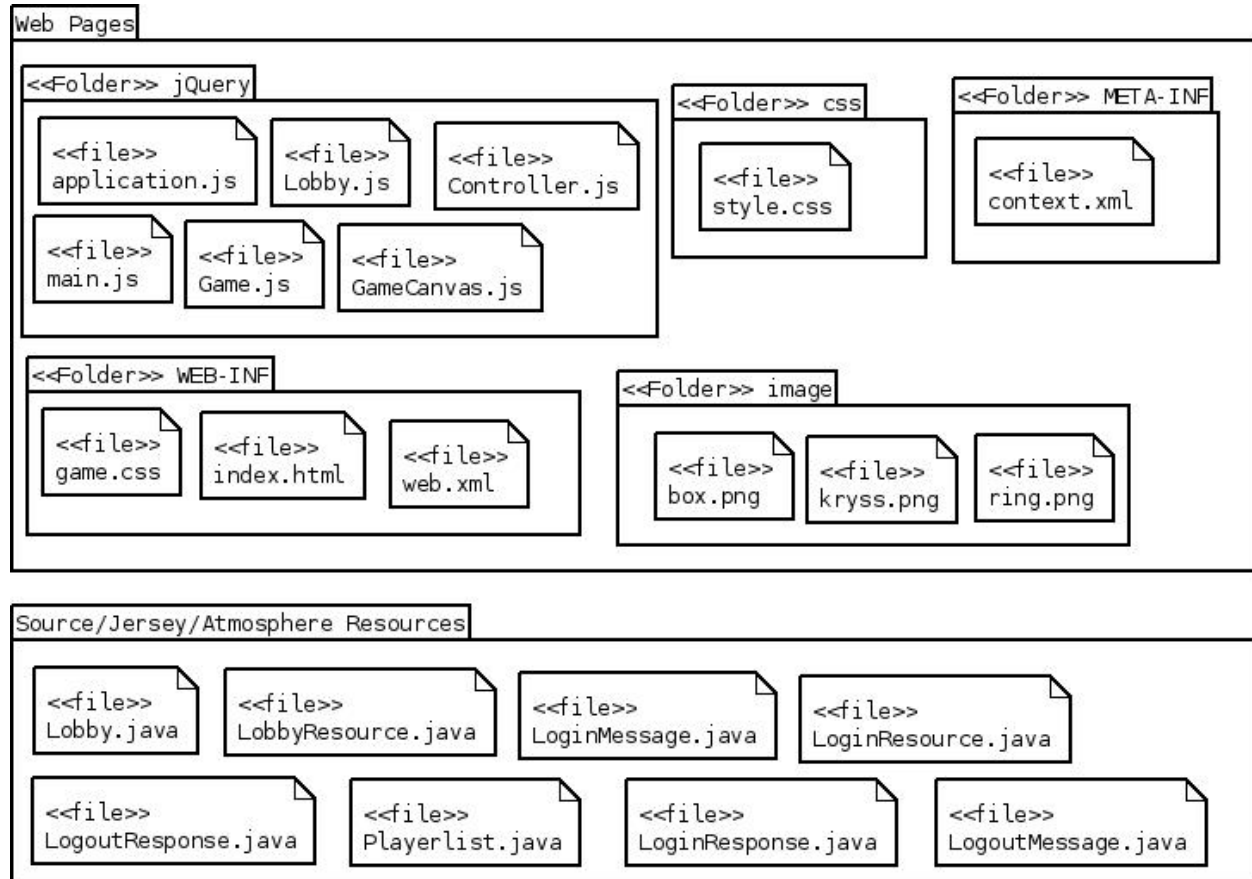 Web Pages
<<Folder>> jQuery
<<file>>
application.js
<<file>>
Lobby.js
<<file>>
Controller.js
<<file>>
main.js
<<file>>
Game.js
<<file>>
GameCanvas.js
<<Folder>> css
<<file>>
style.css
<<Folder>> META-INF
<<file>>
context.xml
<<Folder>> WEB-INF
<<file>>
game.css
<<file>>
index.html
<<file>>
web.xml
<<Folder>> image
<<file>>
box.png
<<file>>
kryss.png
<<file>>
ring.png
Source/Jersey/Atmosphere Resources
<<file>>
Lobby.java
<<file>>
LobbyResource.java
<<file>>
LoginMessage.java
<<file>>
LoginResource.java
<<file>>
LogoutResponse.java
<<file>>
Playerlist.java
<<file>>
LoginResponse.java
<<file>>
LogoutMessage.java